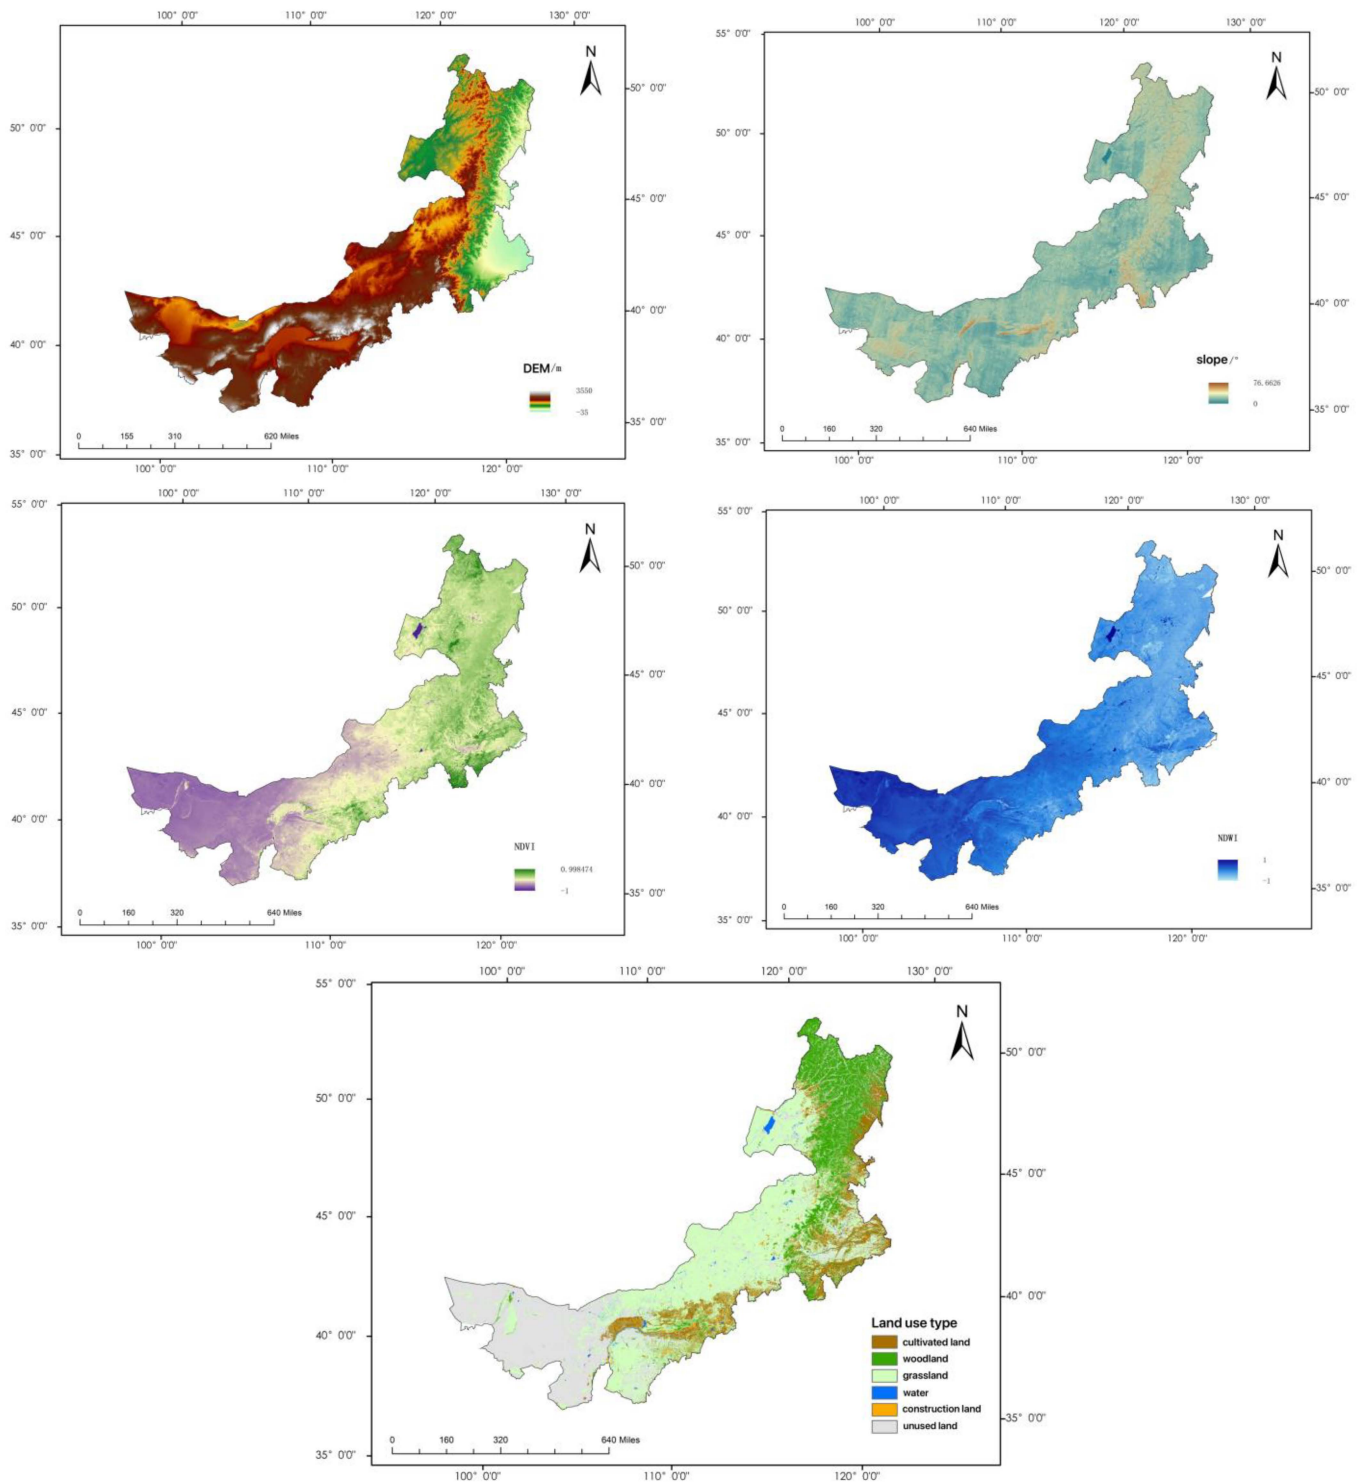 100° 0'0" 110° 0'0" 120° 0'0" 130° 0'0"
N
50° 0'0"
50° 0'0"
45° 0'0"
45° 0'0"
40° 0'0"
40° 0'0"
35° 0'0"
35° 0'0"
DEM/m
3550
-35
0 155 310 620 Miles
100° 0'0" 110° 0'0" 120° 0'0"
100° 0'0" 110° 0'0" 120° 0'0" 130° 0'0"
55° 0'0"
N
50° 0'0"
50° 0'0"
45° 0'0"
45° 0'0"
40° 0'0"
40° 0'0"
35° 0'0"
35° 0'0"
slope/°
76,6626
0
0 160 320 640 Miles
100° 0'0" 110° 0'0" 120° 0'0"
100° 0'0" 110° 0'0" 120° 0'0" 130° 0'0"
55° 0'0"
N
50° 0'0"
50° 0'0"
45° 0'0"
45° 0'0"
40° 0'0"
40° 0'0"
35° 0'0"
35° 0'0"
NDVI
0.998474
-1
0 160 320 640 Miles
100° 0'0" 110° 0'0" 120° 0'0"
100° 0'0" 110° 0'0" 120° 0'0" 130° 0'0"
55° 0'0"
N
50° 0'0"
50° 0'0"
45° 0'0"
45° 0'0"
40° 0'0"
40° 0'0"
35° 0'0"
35° 0'0"
NDWI
1
-1
0 160 320 640 Miles
100° 0'0" 110° 0'0" 120° 0'0"
100° 0'0" 110° 0'0" 120° 0'0" 130° 0'0"
55° 0'0"
N
50° 0'0"
50° 0'0"
45° 0'0"
45° 0'0"
40° 0'0"
40° 0'0"
35° 0'0"
35° 0'0"
Land use type
cultivated land
woodland
grassland
water
construction land
unused land
0 160 320 640 Miles
100° 0'0" 110° 0'0" 120° 0'0"